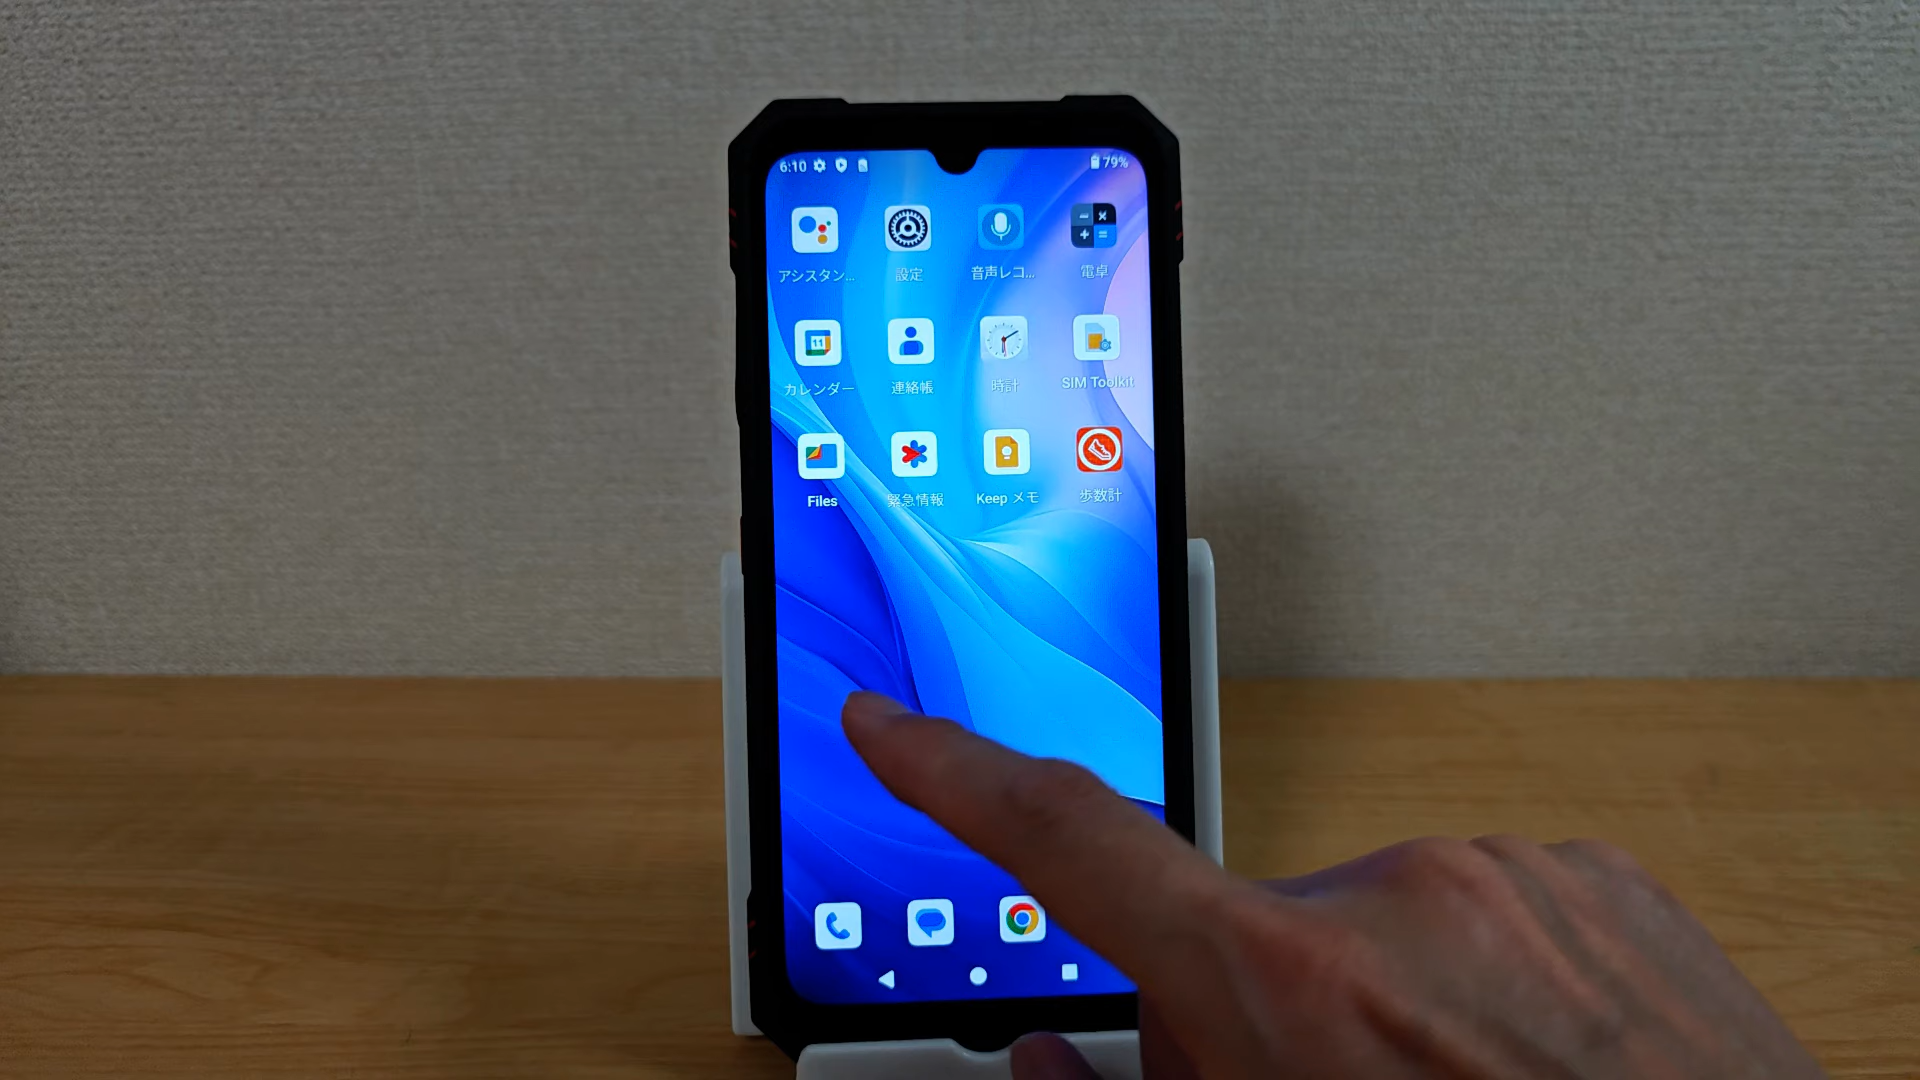 6:10 79%
アシスタン... 設定 音声レコ... 電卓
11
カレンダー 連絡帳 時計 SIM Toolkit
Files 緊急情報 Keep メモ 歩数計